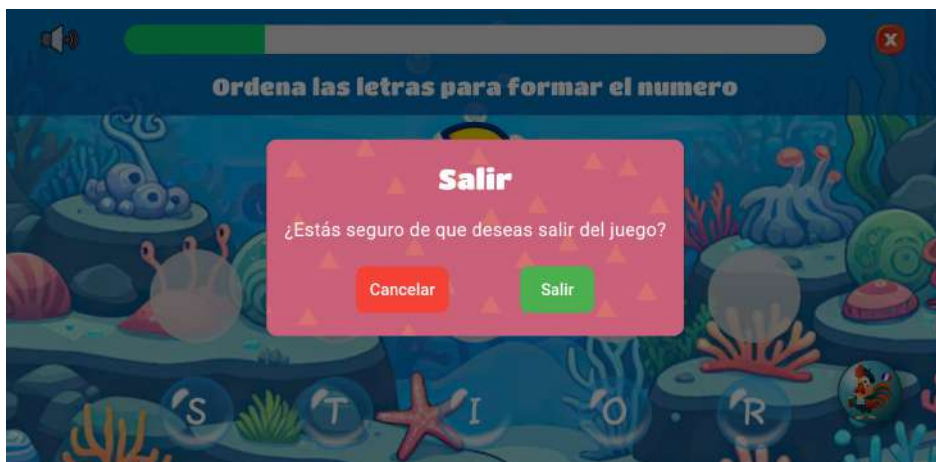 Ordena las letras para formar el numero
Salir
¿Estás seguro de que deseas salir del juego?
Cancelar
Salir
S T I O R